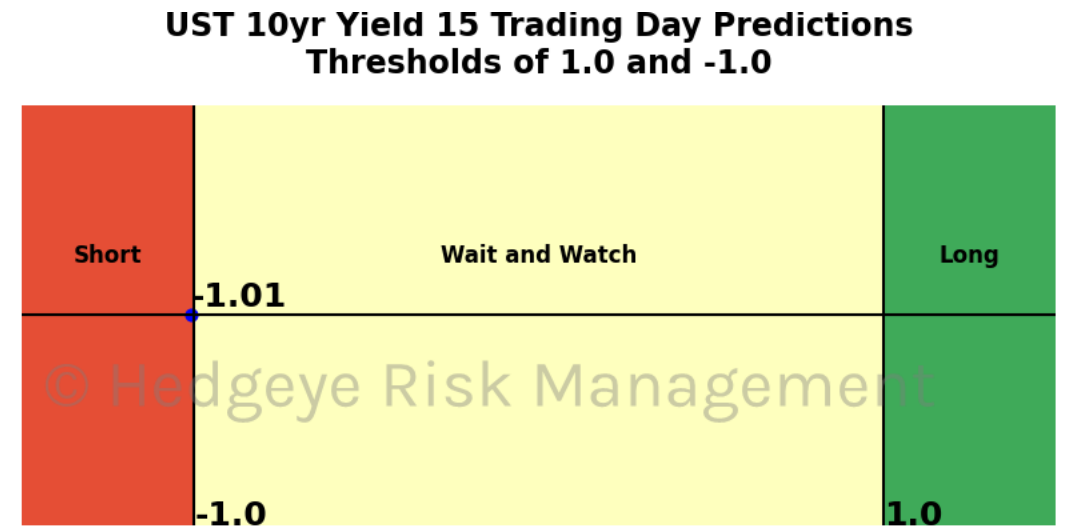 UST 10yr Yield 15 Trading Day Predictions
Thresholds of 1.0 and -1.0
Short
Wait and Watch
Long
-1.01
© Hedgeye Risk Management
-1.0
1.0